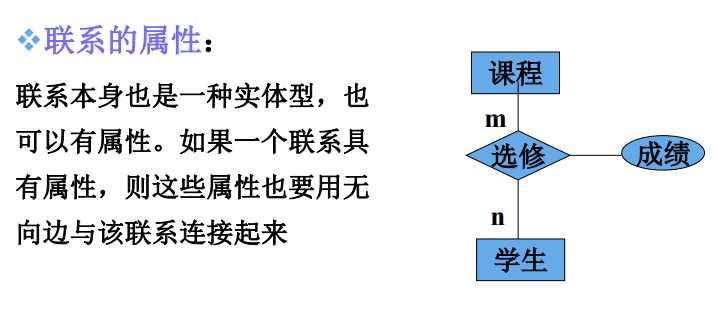 ❖联系的属性：
联系本身也是一种实体型，也
可以有属性。如果一个联系具
有属性，则这些属性也要用无
向边与该联系连接起来
课程
m
选修
成绩
n
学生